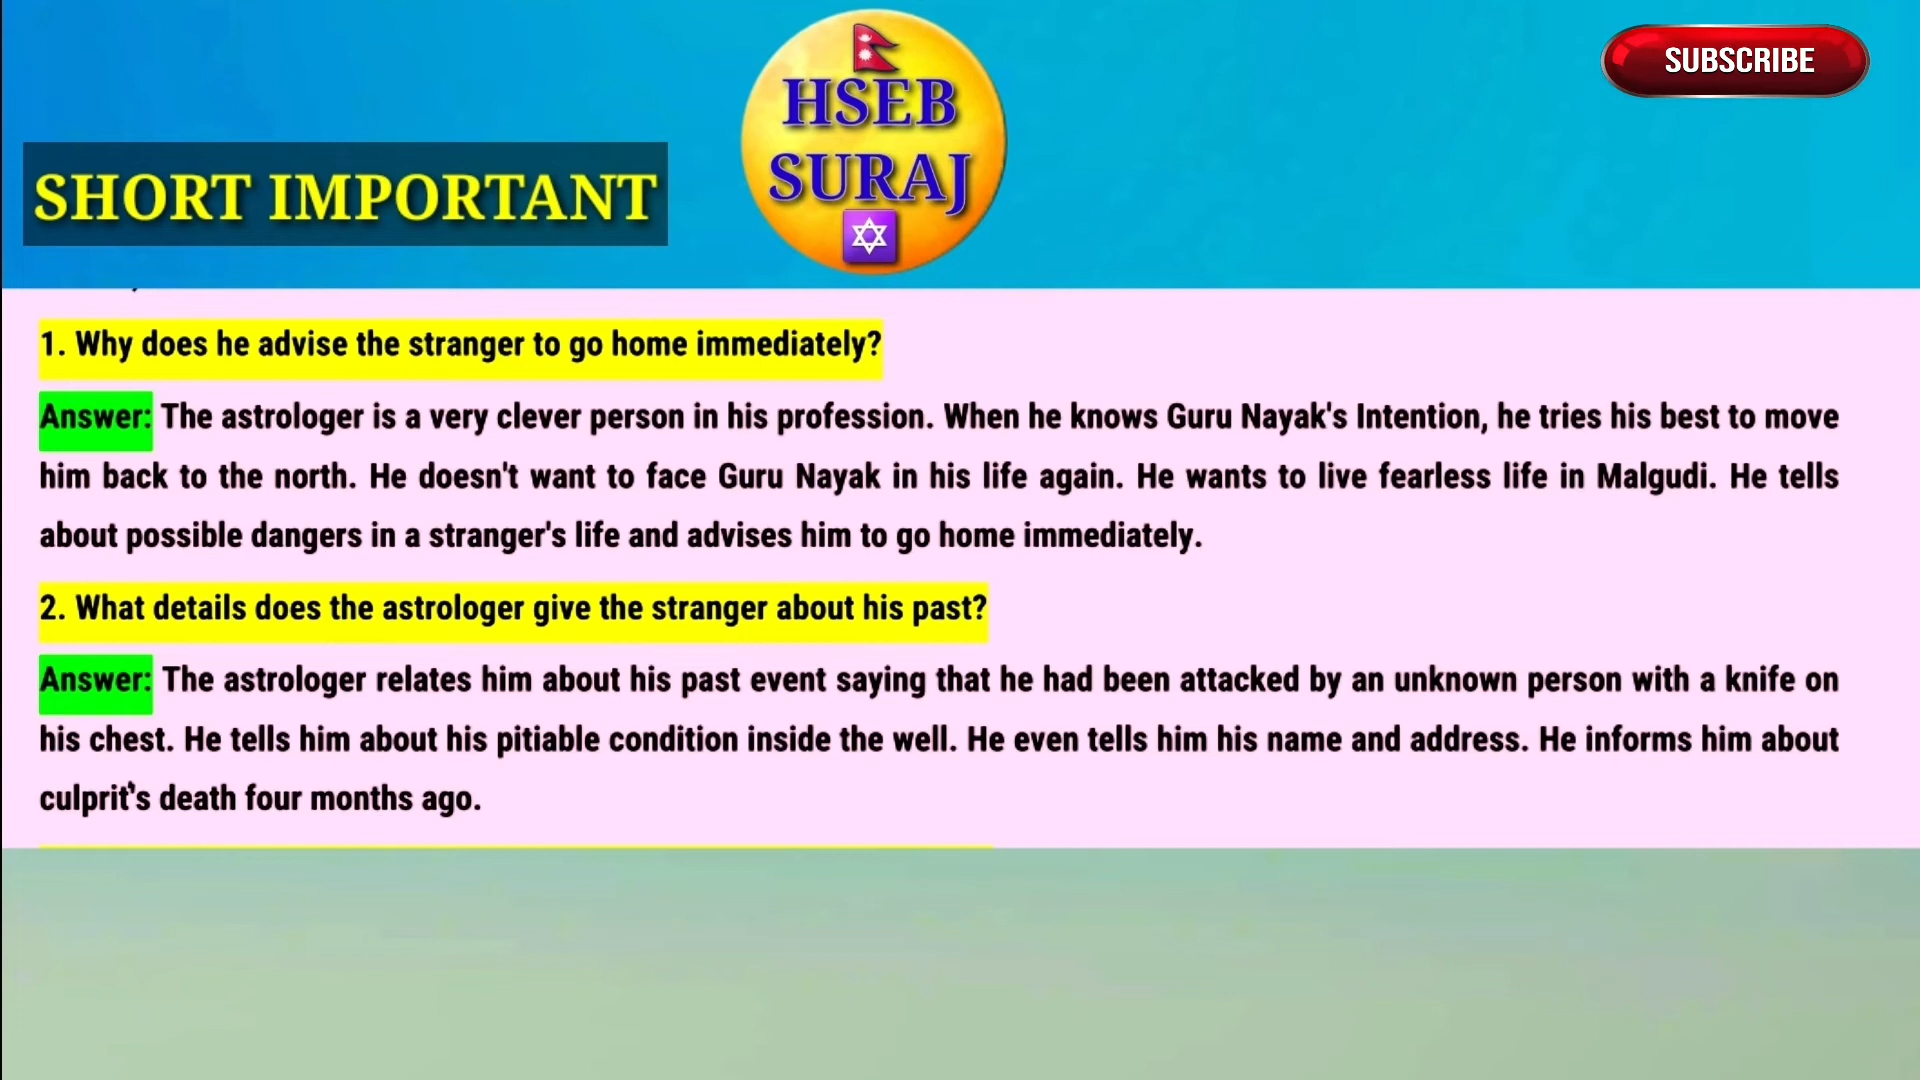 SUBSCRIBE
HSEB
SURAJ
SHORT IMPORTANT
1. Why does he advise the stranger to go home immediately?
Answer: The astrologer is a very clever person in his profession. When he knows Guru Nayak's Intention, he tries his best to move
him back to the north. He doesn't want to face Guru Nayak in his life again. He wants to live fearless life in Malgudi. He tells
about possible dangers in a stranger's life and advises him to go home immediately.
2. What details does the astrologer give the stranger about his past?
Answer: The astrologer relates him about his past event saying that he had been attacked by an unknown person with a knife on
his chest. He tells him about his pitiable condition inside the well. He even tells him his name and address. He informs him about
culprit's death four months ago.